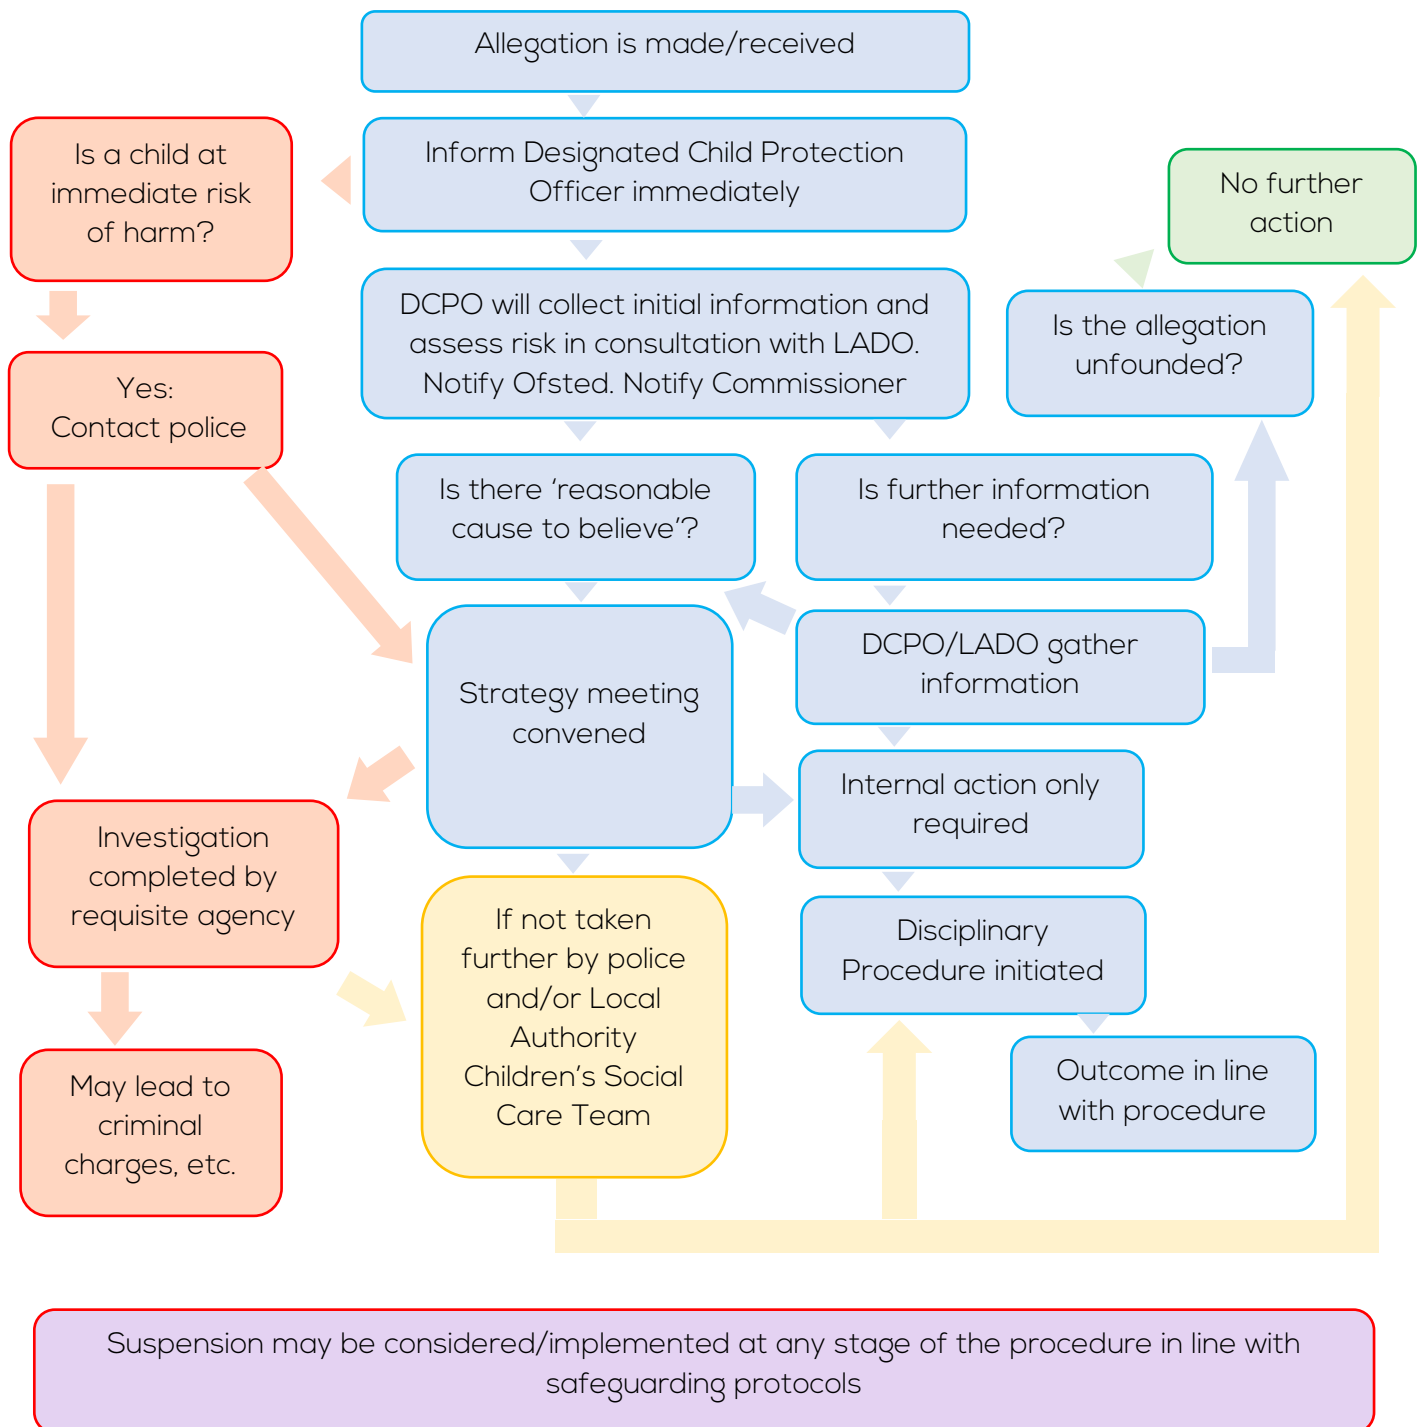 Allegation is made/received
Inform Designated Child Protection
Officer immediately
Is a child at
immediate risk
of harm?
No further
action
DCPO will collect initial information and
assess risk in consultation with LADO.
Notify Ofsted. Notify Commissioner
Is the allegation
unfounded?
Yes:
Contact police
Is there ‘reasonable
cause to believe’?
Is further information
needed?
Strategy meeting
convened
DCPO/LADO gather
information
Internal action only
required
Investigation
completed by
requisite agency
If not taken
further by police
and/or Local
Authority
Children’s Social
Care Team
Disciplinary
Procedure initiated
Outcome in line
with procedure
May lead to
criminal
charges, etc.
Suspension may be considered/implemented at any stage of the procedure in line with
safeguarding protocols